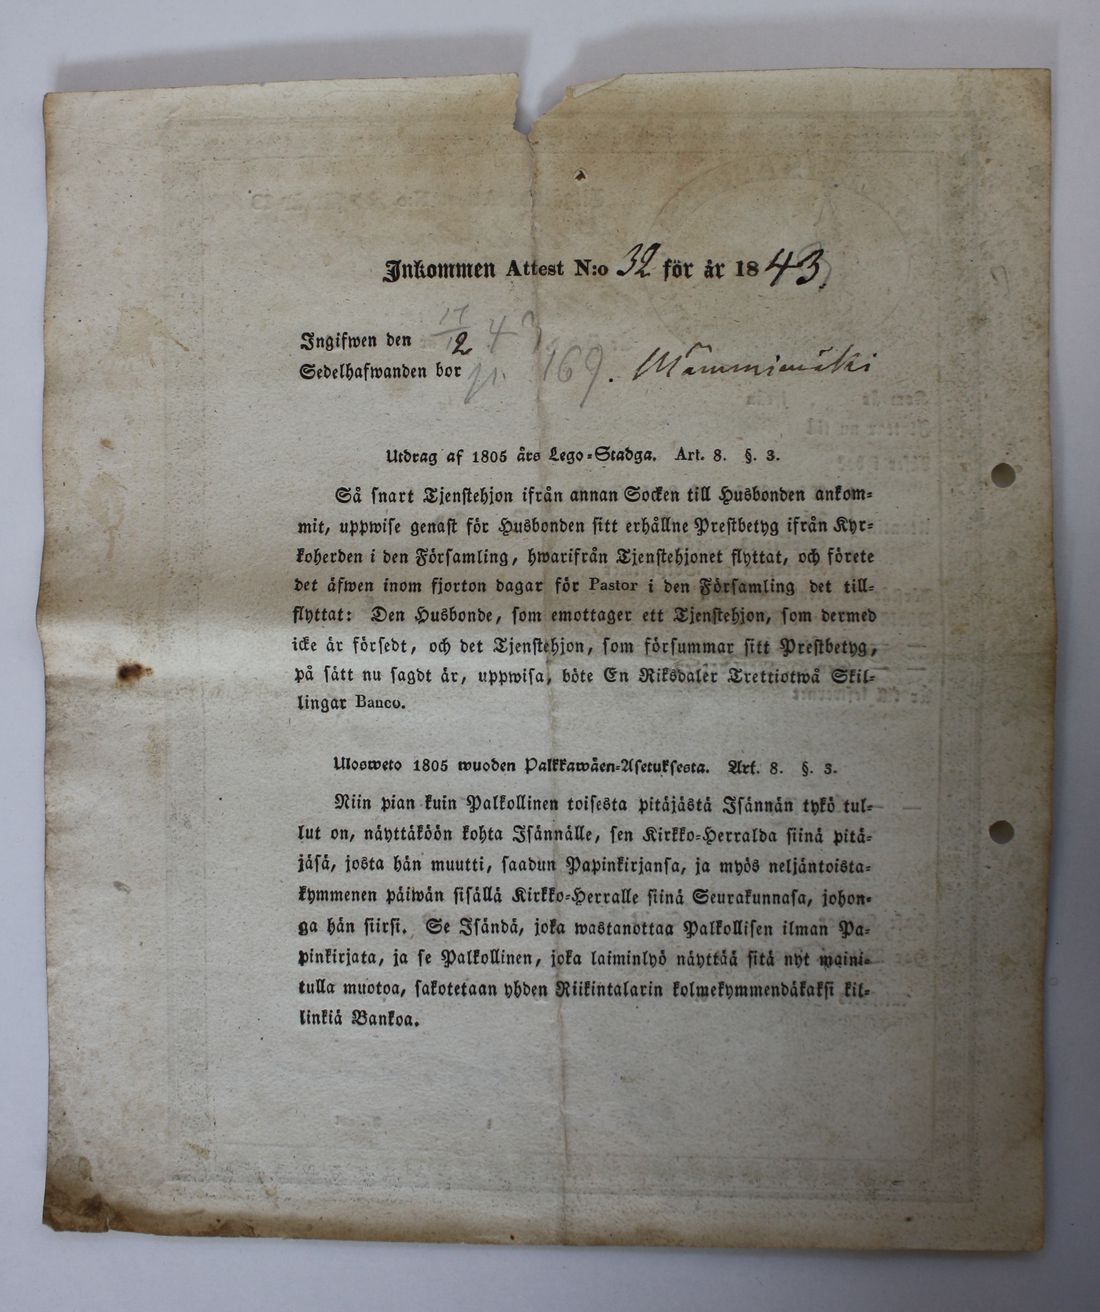 Inkommen Attest N:o 32 för år 1843.
Ingifwen den 17/12 43
Sedelhafwanden bor p. 169. Mämmimäki
Utdrag af 1805 års Lego-Stadga. Art. 8. §. 3.
Så snart Tjenstehjon ifrån annan Socken till Husbonden ankom-
mit, uppwise genast för Husbonden sitt erhållne Prestbetyg ifrån Kyr-
koherden i den Församling, hwarifrån Tjenstehjonet flyttat, och förete
det äfwen inom fjorton dagar för Pastor i den Församling det till-
flyttat: Den Husbonde, som emottager ett Tjenstehjon, som dermed
icke är försedt, och det Tjenstehjon, som försummar sitt Prestbetyg,
på sätt nu sagdt är, uppwisa, böte En Riksdaler Trettiotwå Skil-
lingar Banco.
Ulosweto 1805 wuoden Palkkawäen-Asetuksesta. Art. 8. §. 3.
Niin pian kuin Palkollinen toisesta pitäjästä Isännän tykö tul-
lut on, näyttäköön kohta Isännälle, sen Kirkko-Herralda siinä pitä-
jäsä, josta hän muutti, saadun Papinkirjansa, ja myös neljäntoista-
kymmenen päiwän sisällä Kirkko-Herralle siinä Seurakunnasa, johon-
ga hän siirsi. Se Isändä, joka wastanottaa Palkollisen ilman Pa-
pinkirjata, ja se Palkollinen, joka laiminlyö näyttää sitä nyt maini-
tulla muotoa, sakotetaan yhden Riikintalarin kolmekymmendäkaksi kil-
linkiä Bankoa.